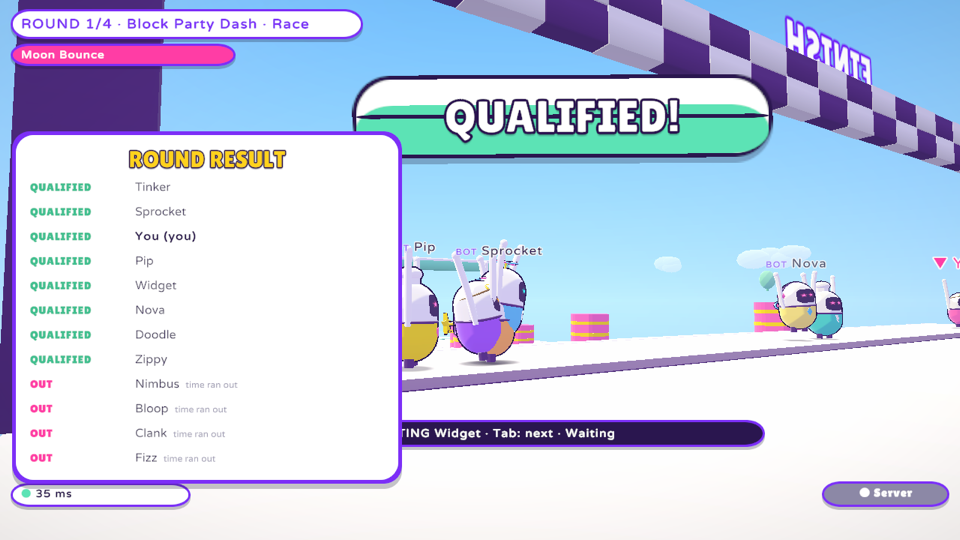 ROUND 1/4 · Block Party Dash · Race
Moon Bounce
FINISH
QUALIFIED!
ROUND RESULT
QUALIFIED Tinker
QUALIFIED Sprocket
QUALIFIED You (you)
QUALIFIED Pip
QUALIFIED Widget
QUALIFIED Nova
QUALIFIED Doodle
QUALIFIED Zippy
OUT Nimbus time ran out
OUT Bloop time ran out
OUT Clank time ran out
OUT Fizz time ran out
Pip
BOT Sprocket
BOT Nova
Widget · Tab: next · Waiting
35 ms
Server